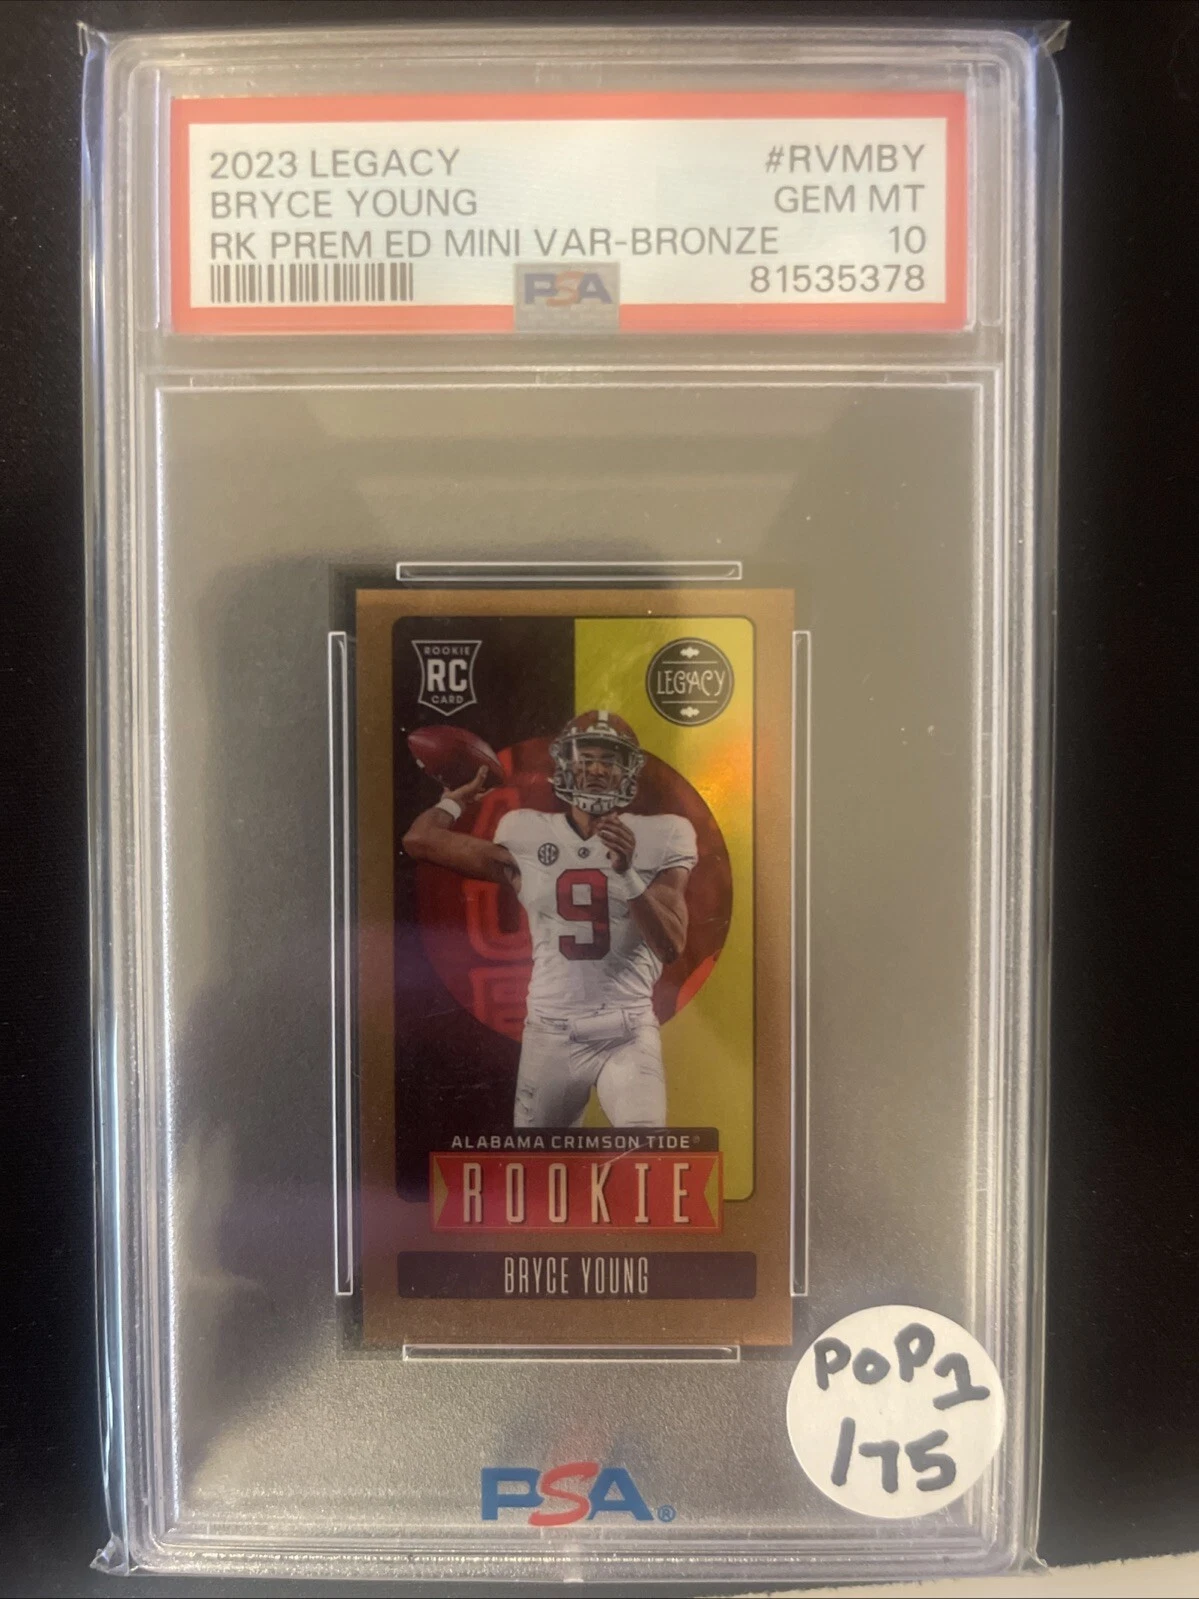 2023 LEGACY #RVMBY
BRYCE YOUNG GEM MT
RK PREM ED MINI VAR-BRONZE 10
PSA 81535378
ROOKIE
RC
CARD
LEGACY
SEC
9
ALABAMA CRIMSON TIDE®
ROOKIE
BRYCE YOUNG
POP 1
/75
PSA®